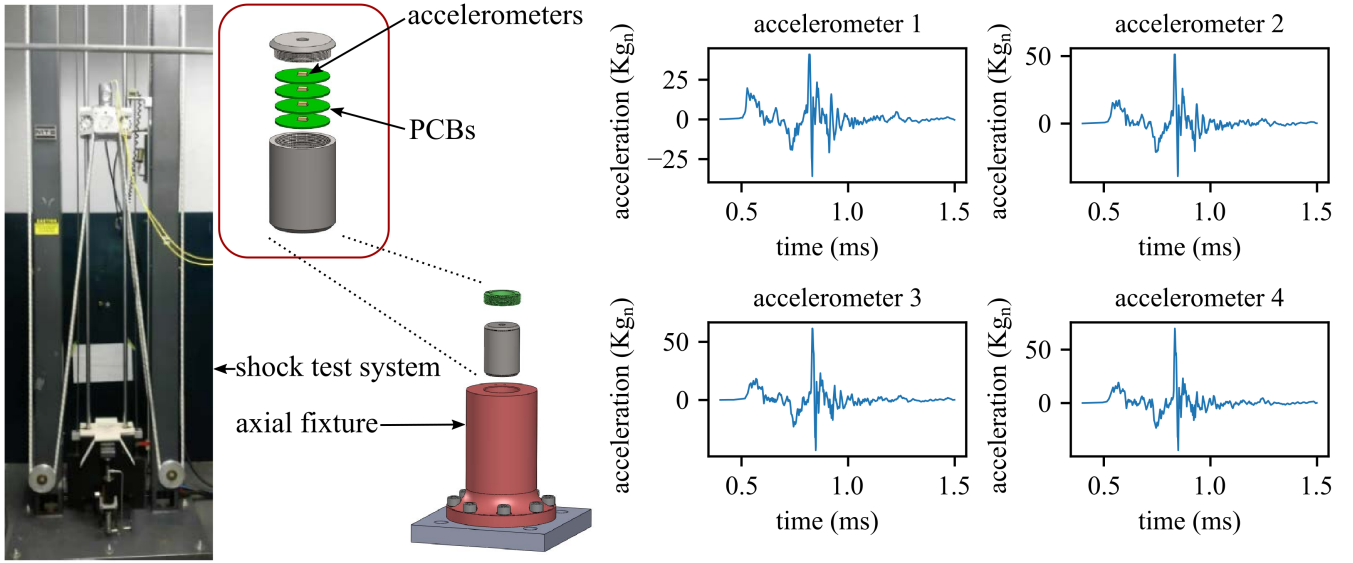 accelerometers
PCBs
shock test system
axial fixture
accelerometer 1
acceleration (Kgn)
25
0
−25
0.5 1.0 1.5
time (ms)
accelerometer 2
acceleration (Kgn)
50
0
0.5 1.0 1.5
time (ms)
accelerometer 3
acceleration (Kgn)
50
0
0.5 1.0 1.5
time (ms)
accelerometer 4
acceleration (Kgn)
50
0
0.5 1.0 1.5
time (ms)